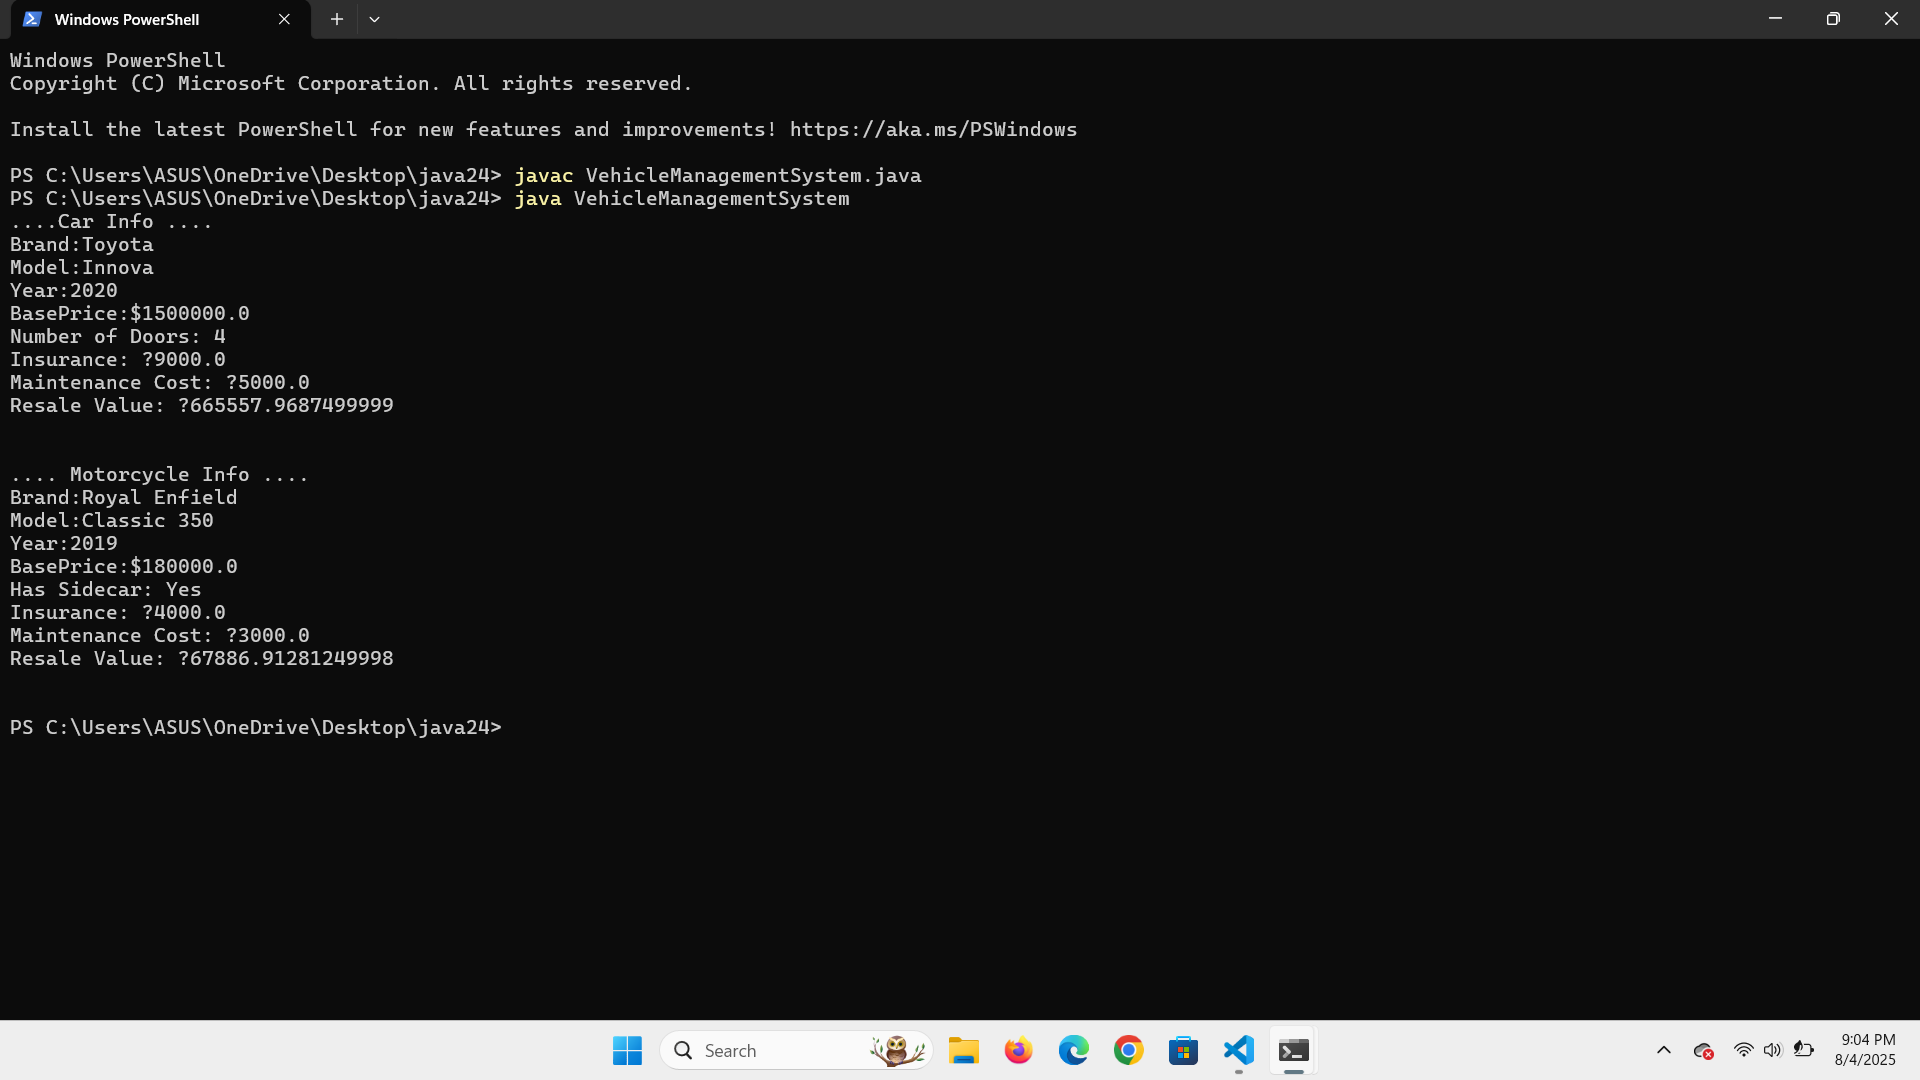 Windows PowerShell
Windows PowerShell
Copyright (C) Microsoft Corporation. All rights reserved.
Install the latest PowerShell for new features and improvements! https://aka.ms/PSWindows
PS C:\Users\ASUS\OneDrive\Desktop\java24> javac VehicleManagementSystem.java
PS C:\Users\ASUS\OneDrive\Desktop\java24> java VehicleManagementSystem
....Car Info ....
Brand:Toyota
Model:Innova
Year:2020
BasePrice:$1500000.0
Number of Doors: 4
Insurance: ?9000.0
Maintenance Cost: ?5000.0
Resale Value: ?665557.9687499999
.... Motorcycle Info ....
Brand:Royal Enfield
Model:Classic 350
Year:2019
BasePrice:$180000.0
Has Sidecar: Yes
Insurance: ?4000.0
Maintenance Cost: ?3000.0
Resale Value: ?67886.91281249998
PS C:\Users\ASUS\OneDrive\Desktop\java24>
Search
9:04 PM
8/4/2025